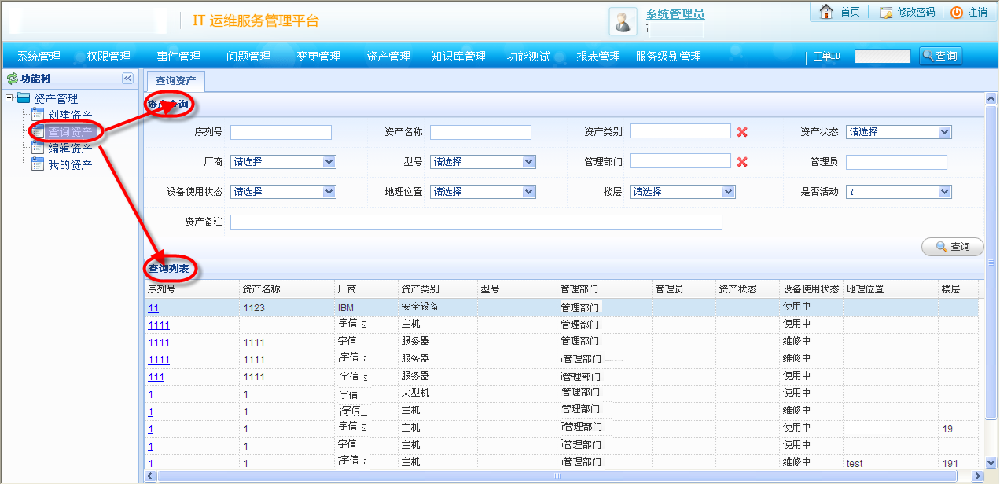 IT 运维服务管理平台 系统管理员 首页 修改密码 注销
系统管理 权限管理 事件管理 问题管理 变更管理 资产管理 知识库管理 功能测试 报表管理 服务级别管理 工单ID 查询
功能树
资产管理
创建资产
查询资产
编辑资产
我的资产
查询资产
资产查询
序列号 资产名称 资产类别 资产状态 请选择
厂商 请选择 型号 请选择 管理部门 管理员
设备使用状态 请选择 地理位置 请选择 楼层 请选择 是否活动 Y
资产备注
查询
查询列表
序列号 资产名称 厂商 资产类别 型号 管理部门 管理员 资产状态 设备使用状态 地理位置 楼层
11 1123 IBM 安全设备 管理部门 使用中
1111 宇信 主机 管理部门 使用中
1111 1111 宇信 服务器 管理部门 维修中
1111 1111 宇信 服务器 管理部门 维修中
111 1111 宇信 服务器 管理部门 使用中
1 1 宇信 大型机 管理部门 使用中
1 1 宇信 主机 管理部门 维修中
1 1 宇信 主机 管理部门 使用中 19
1 1 宇信 主机 管理部门 使用中
1 1 宇信 主机 管理部门 维修中 test 191